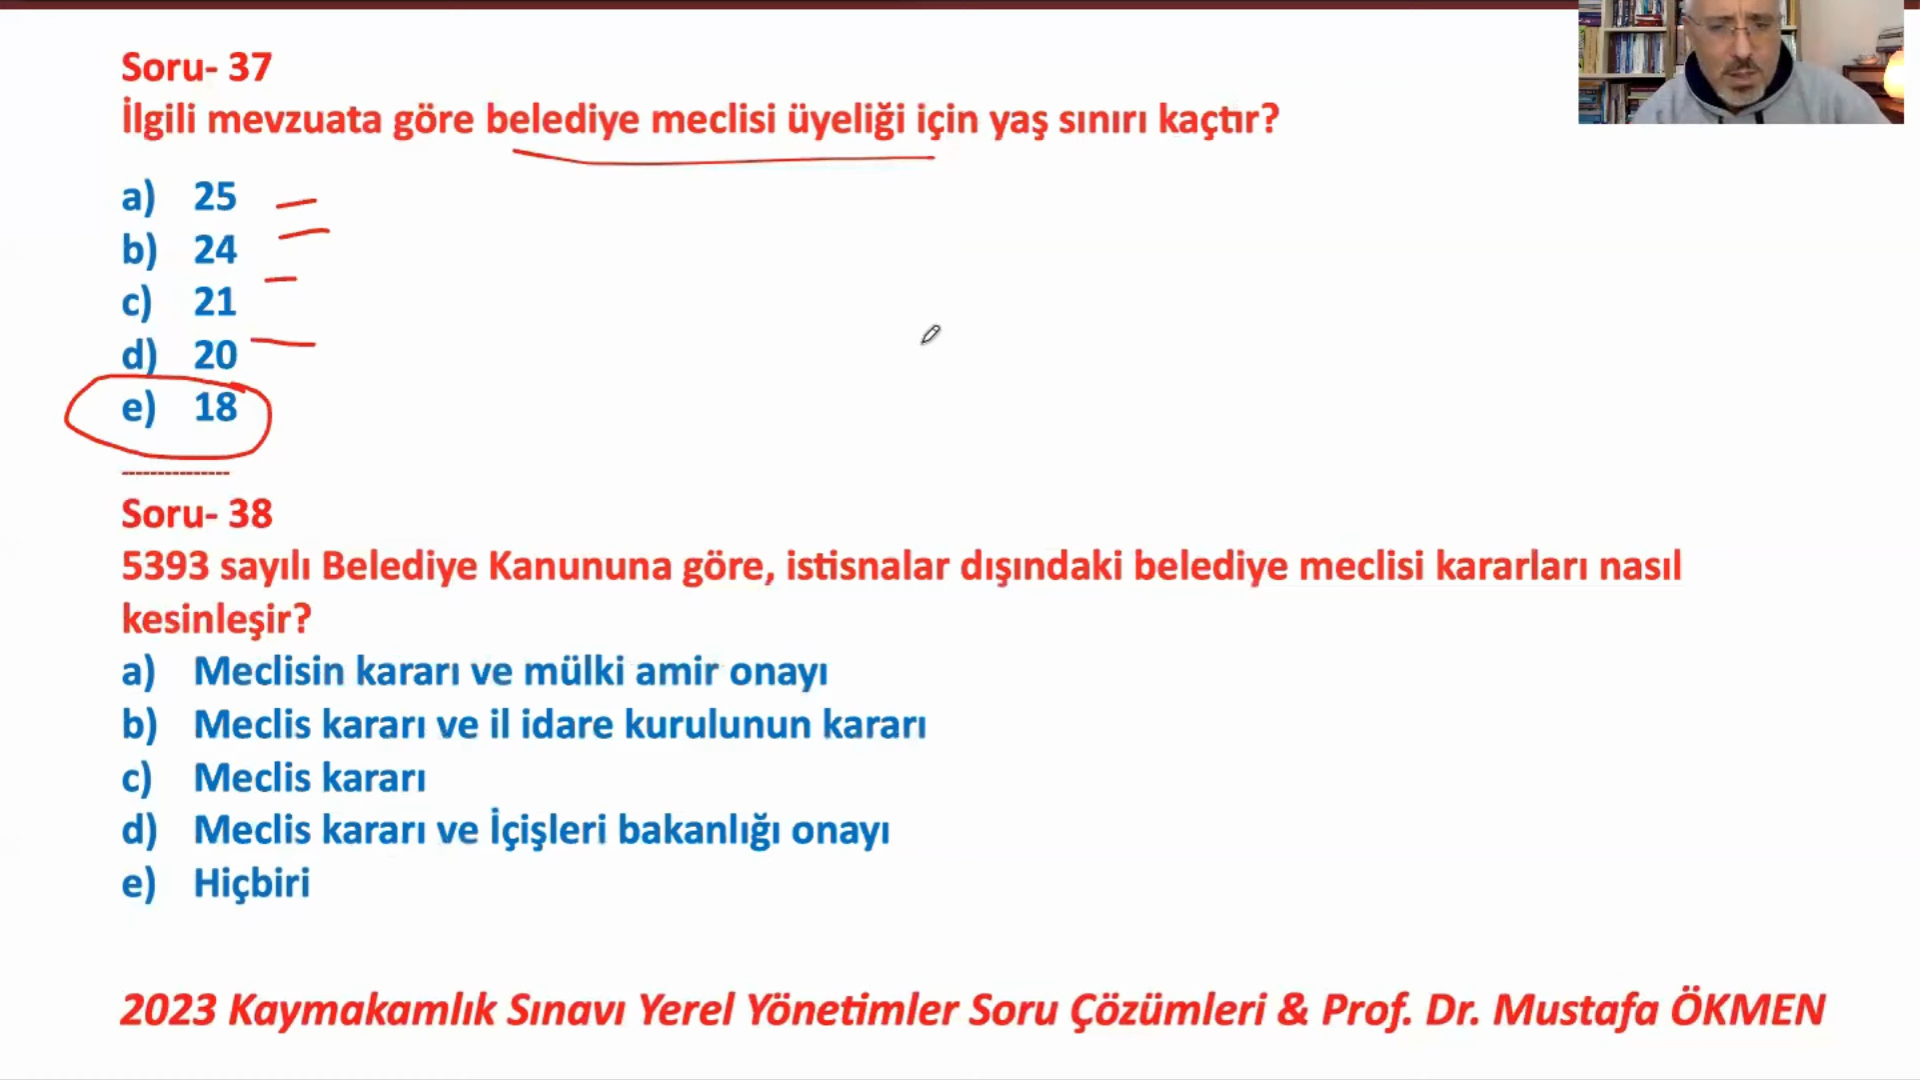 Soru- 37
İlgili mevzuata göre belediye meclisi üyeliği için yaş sınırı kaçtır?
a) 25
b) 24
c) 21
d) 20
e) 18
---------------
Soru- 38
5393 sayılı Belediye Kanununa göre, istisnalar dışındaki belediye meclisi kararları nasıl
kesinleşir?
a) Meclisin kararı ve mülki amir onayı
b) Meclis kararı ve il idare kurulunun kararı
c) Meclis kararı
d) Meclis kararı ve İçişleri bakanlığı onayı
e) Hiçbiri
2023 Kaymakamlık Sınavı Yerel Yönetimler Soru Çözümleri & Prof. Dr. Mustafa ÖKMEN